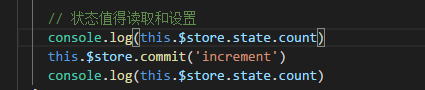 // 状态值得读取和设置
console.log(this.$store.state.count)
this.$store.commit('increment')
console.log(this.$store.state.count)